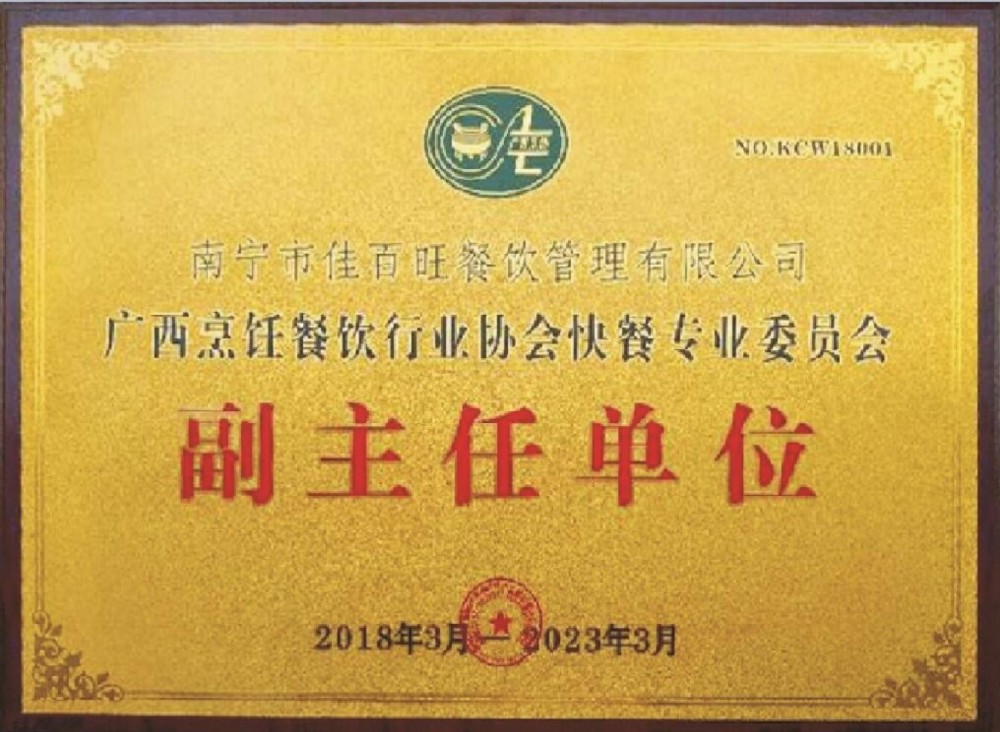 NO.KCW18001
南宁市佳百旺餐饮管理有限公司
广西烹饪餐饮行业协会快餐专业委员会
副主任单位
2018年3月一2023年3月